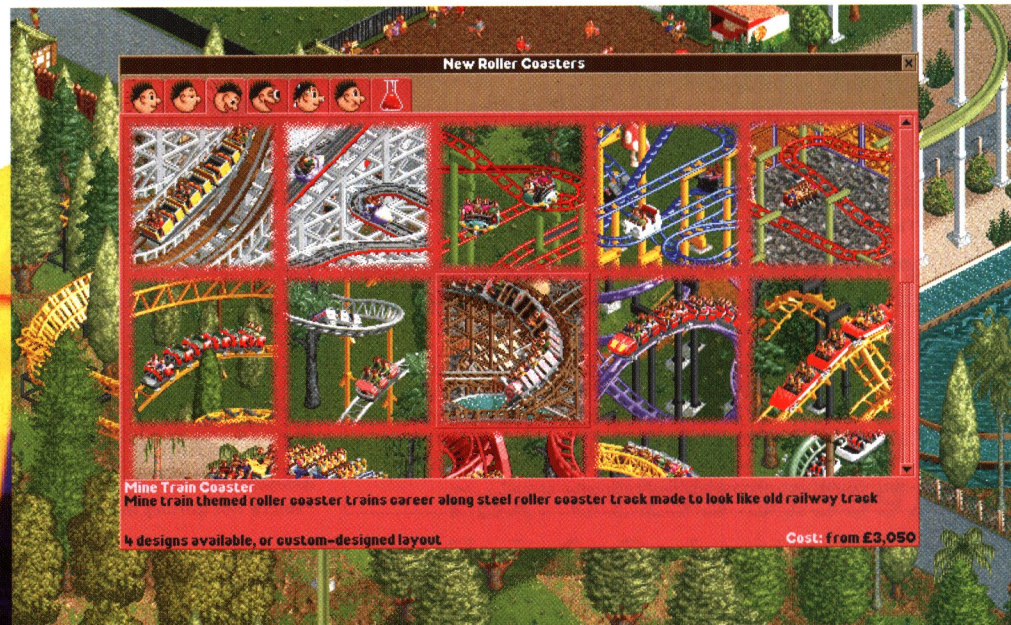 New Roller Coasters
Mine Train Coaster
Mine train themed roller coaster trains career along steel roller coaster track made to look like old railway track
4 designs available, or custom-designed layout
Cost: from £3,050